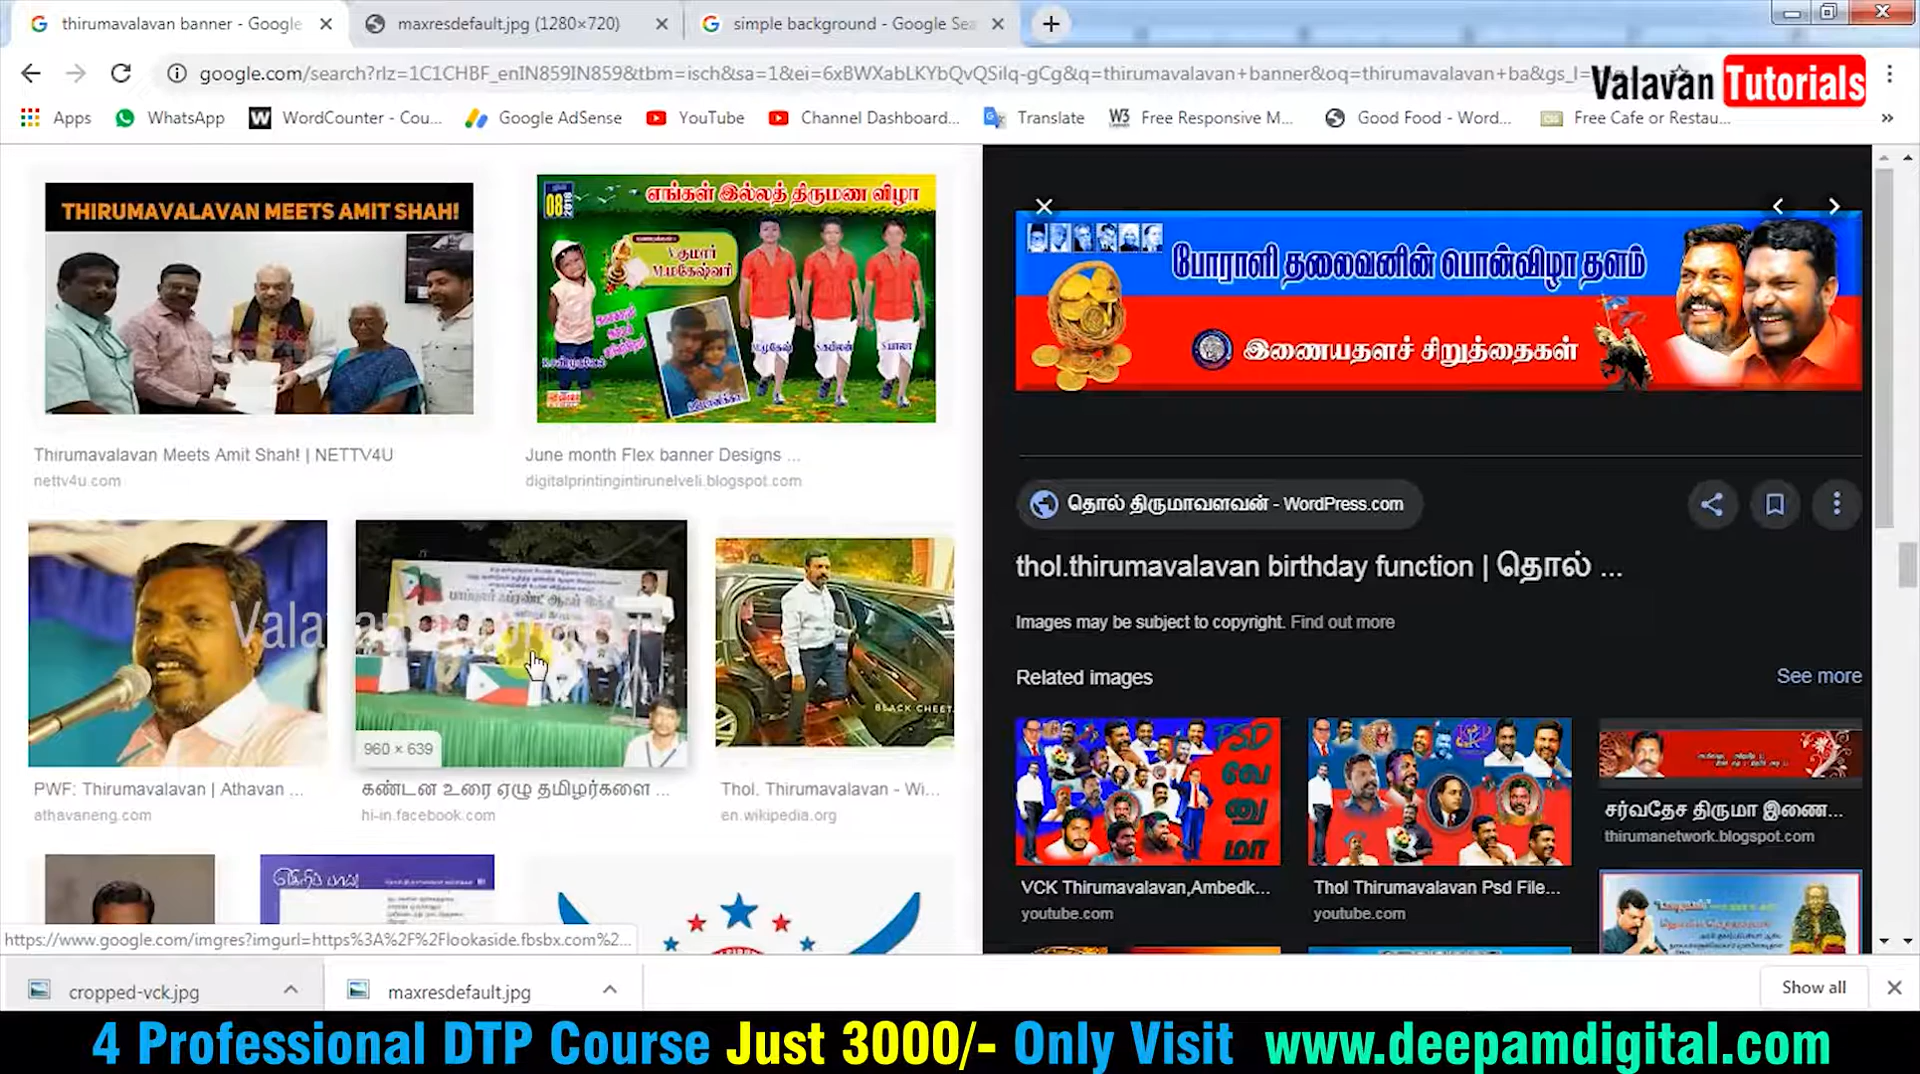 thirumavalavan banner - Google
maxresdefault.jpg (1280×720)
simple background - Google Sea
google.com/search?rlz=1C1CHBF_enIN859IN859&tbm=isch&sa=1&ei=6xBWXabLKYbQvQSilq-gCg&q=thirumavalavan+banner&oq=thirumavalavan+ba&gs_l=
Valavan Tutorials
Apps
WhatsApp
WordCounter - Cou...
Google AdSense
YouTube
Channel Dashboard...
Translate
Free Responsive M...
Good Food - Word...
Free Cafe or Restau...
THIRUMAVALAVAN MEETS AMIT SHAH!
08
2018
எங்கள் இல்லத் திருமண விழா
M.மகேஷ்வரி
போராளி தலைவனின் பொன்விழா தளம்
இணையதளச் சிறுத்தைகள்
Thirumavalavan Meets Amit Shah! | NETTV4U
nettv4u.com
June month Flex banner Designs ...
digitalprintingintirunelveli.blogspot.com
தொல் திருமாவளவன் - WordPress.com
thol.thirumavalavan birthday function | தொல் ...
Images may be subject to copyright. Find out more
Related images
See more
BLACK CHEET
960 × 639
PWF: Thirumavalavan | Athavan ...
athavaneng.com
கண்டன உரை ஏழு தமிழர்களை ...
hi-in.facebook.com
Thol. Thirumavalavan - Wi...
en.wikipedia.org
PSD
வே
னு
மா
VCK Thirumavalavan,Ambedk...
youtube.com
Thol Thirumavalavan Psd File...
youtube.com
சர்வதேச திருமா இணை...
thirumanetwork.blogspot.com
https://www.google.com/imgres?imgurl=https%3A%2F%2Flookaside.fbsbx.com%2...
cropped-vck.jpg
maxresdefault.jpg
Show all
4 Professional DTP Course Just 3000/- Only Visit www.deepamdigital.com